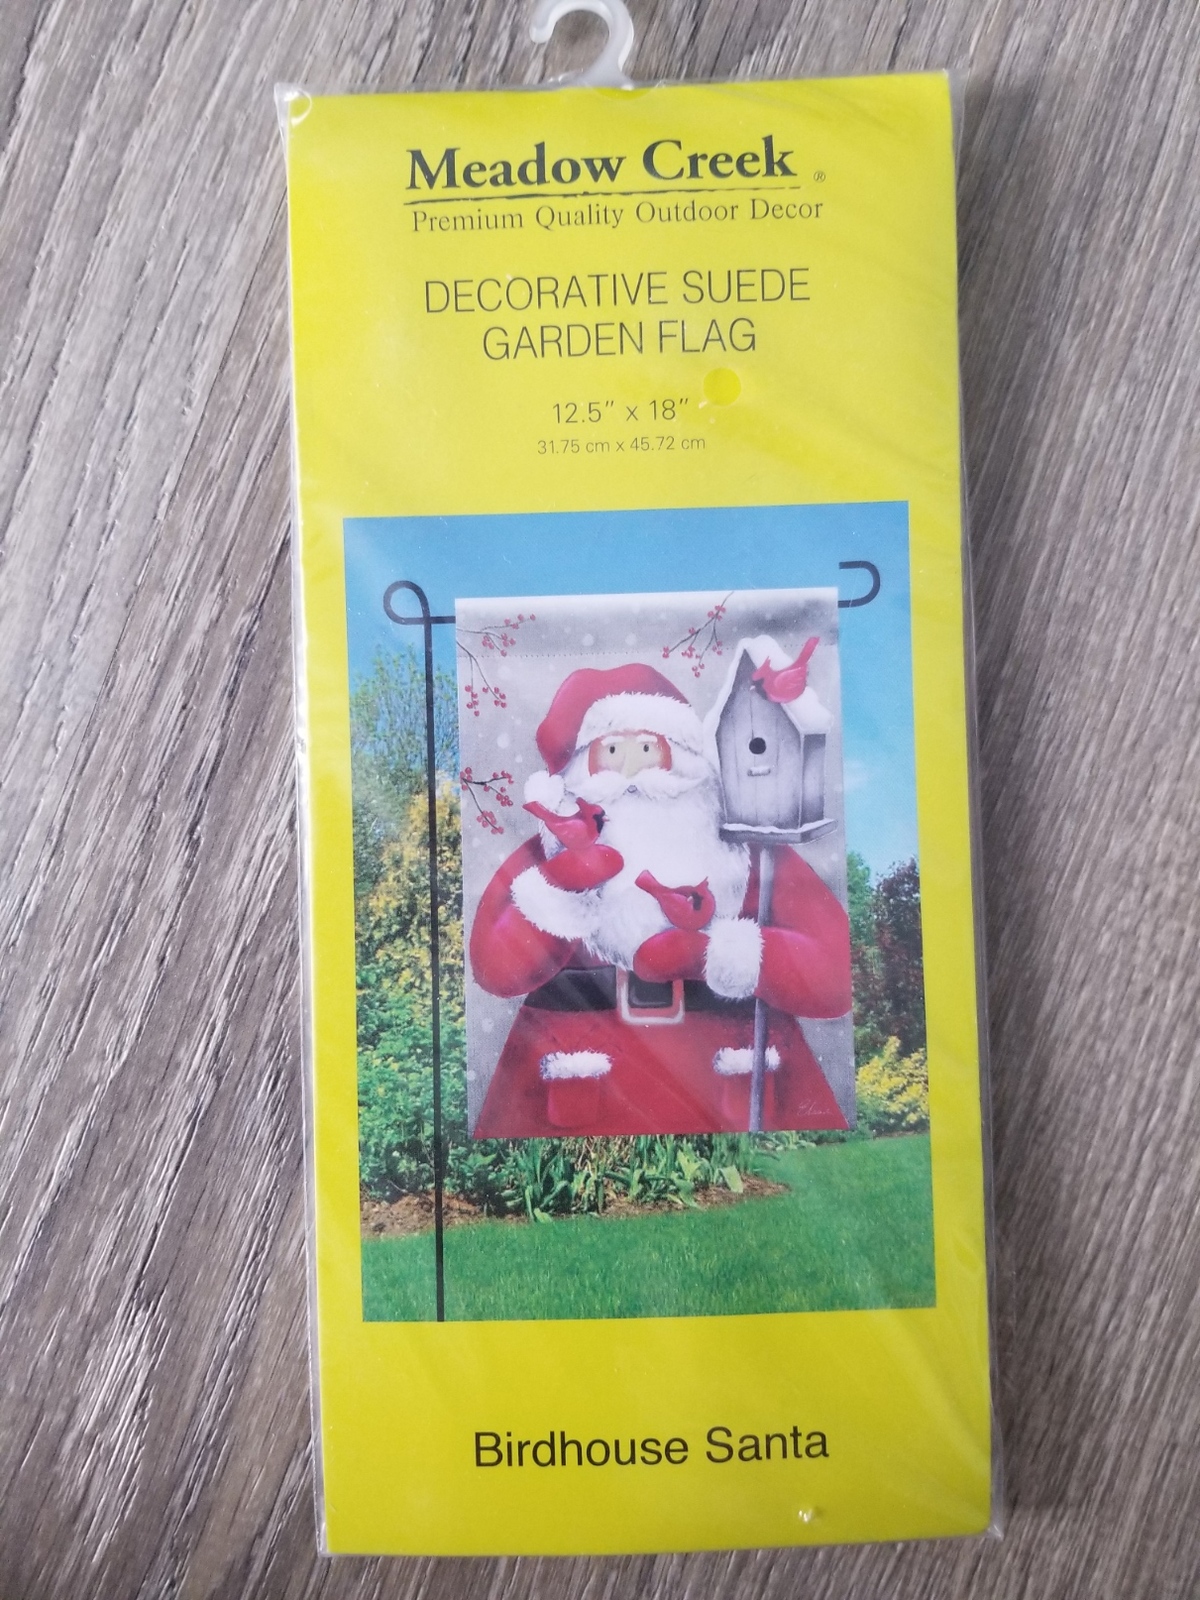 Meadow Creek ®
Premium Quality Outdoor Decor
DECORATIVE SUEDE
GARDEN FLAG
12.5" x 18"
31.75 cm x 45.72 cm
Birdhouse Santa